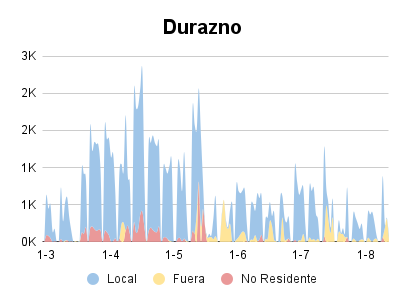 Durazno
3K
2K
2K
1K
1K
0K
1-3
1-4
1-5
1-6
1-7
1-8
Local
Fuera
No Residente